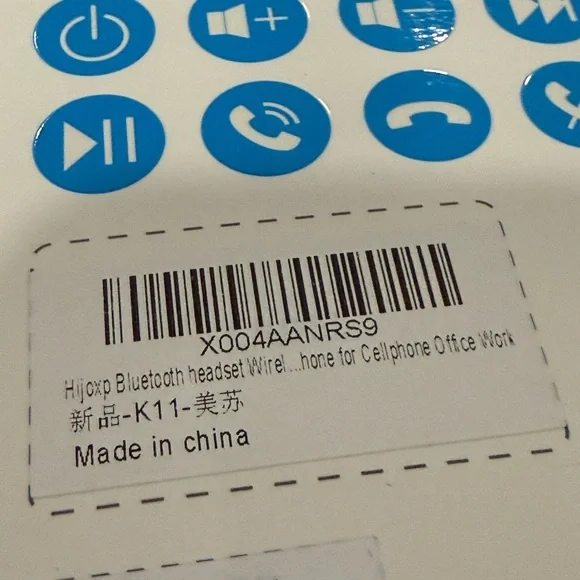 X004AANRS9
Hijoxp Bluetooth headset Wirel...hone for Cellphone Office Work
新品-K11-美苏
Made in china